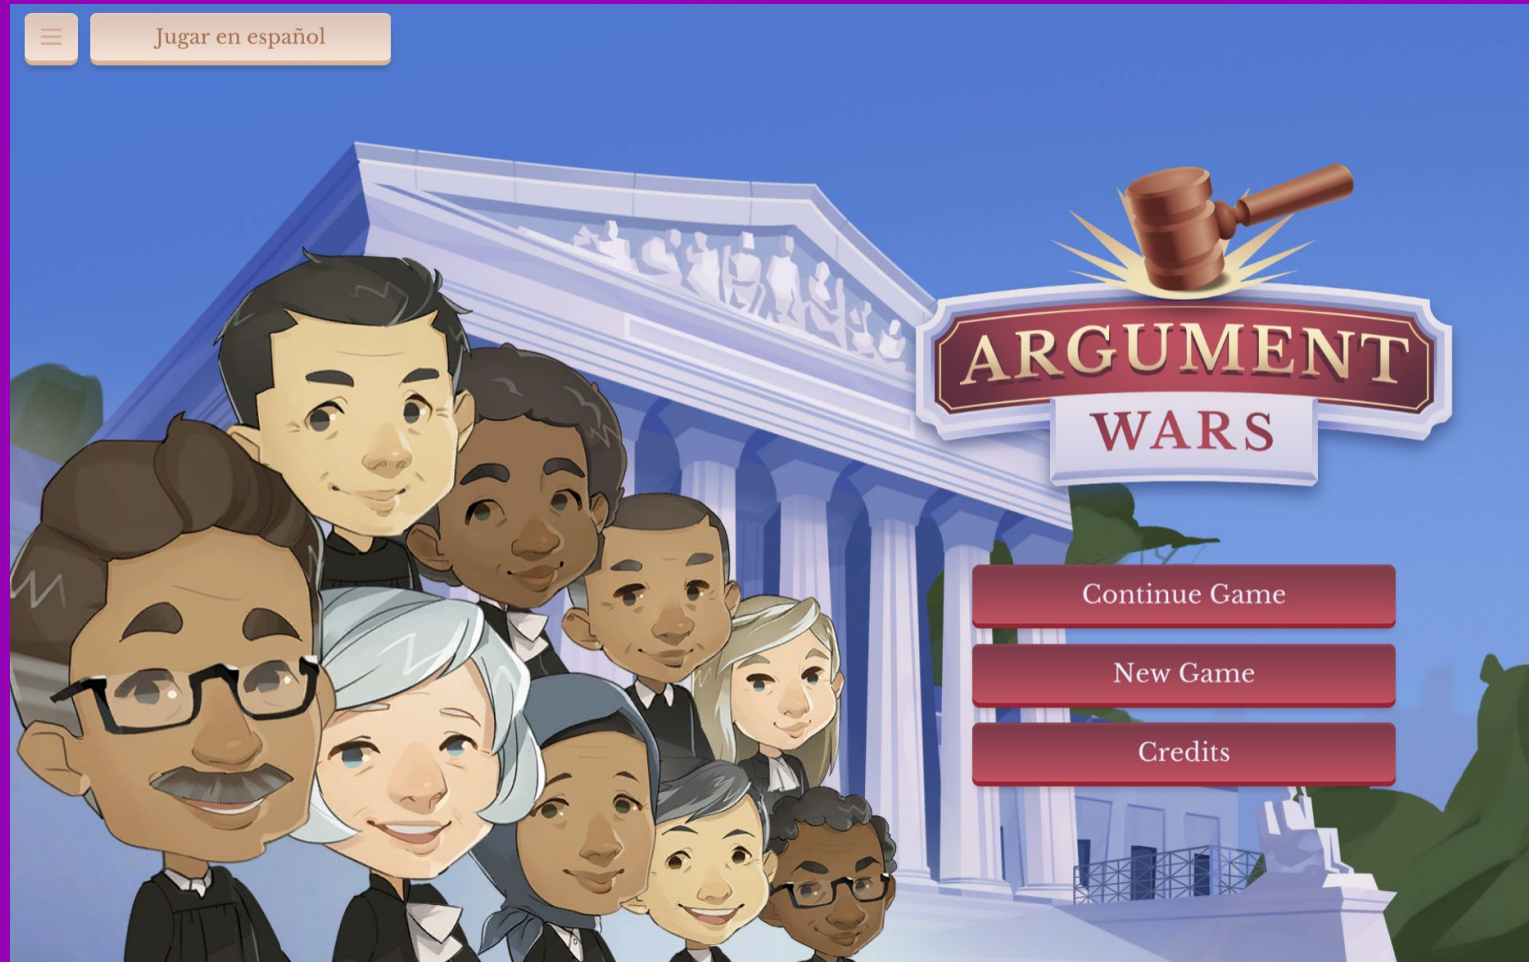 Jugar en español
ARGUMENT
WARS
Continue Game
New Game
Credits